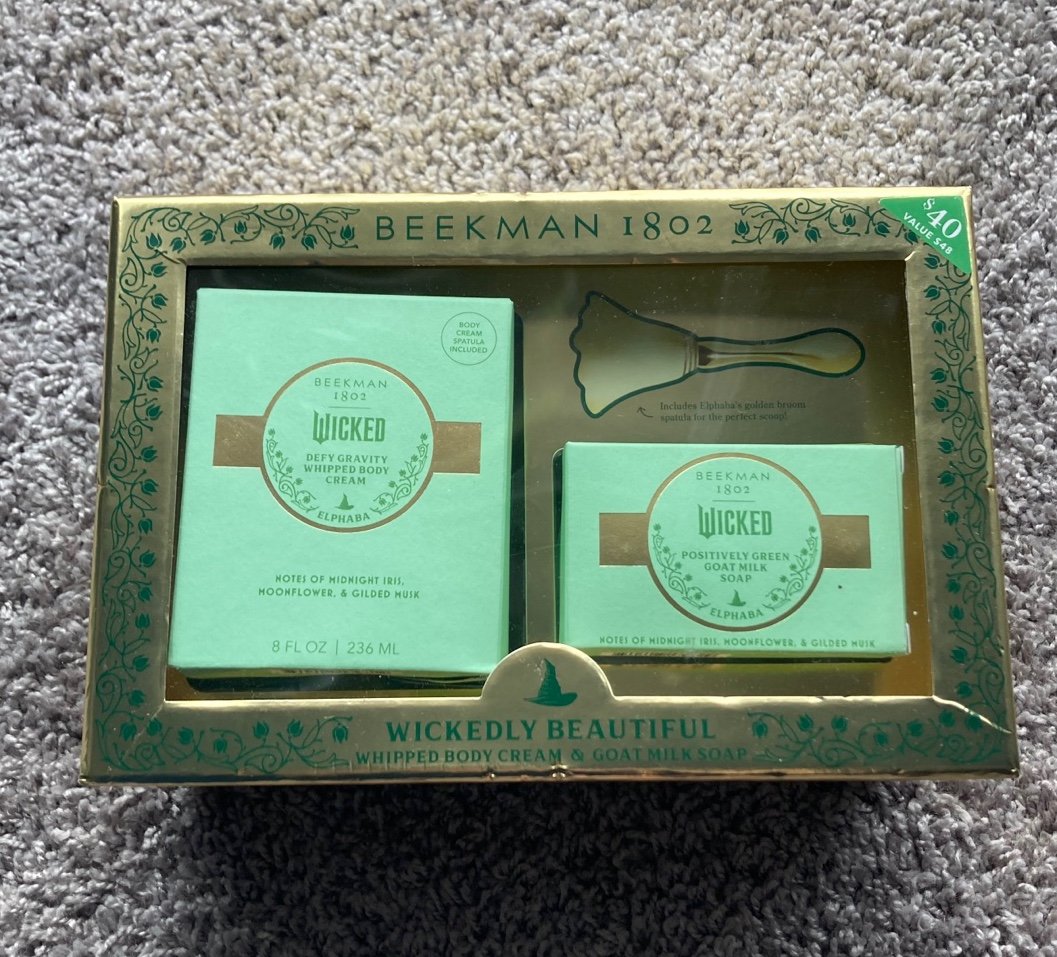 BEEKMAN 1802
$40
VALUE $48
BODY
CREAM
SPATULA
INCLUDED
BEEKMAN
1802
WICKED
DEFY GRAVITY
WHIPPED BODY
CREAM
ELPHABA
NOTES OF MIDNIGHT IRIS,
MOONFLOWER, & GILDED MUSK
8 FL OZ | 236 ML
Includes Elphaba's golden broom
spatula for the perfect scoop!
BEEKMAN
1802
WICKED
POSITIVELY GREEN
GOAT MILK
SOAP
ELPHABA
NOTES OF MIDNIGHT IRIS, MOONFLOWER, & GILDED MUSK
WICKEDLY BEAUTIFUL
WHIPPED BODY CREAM & GOAT MILK SOAP